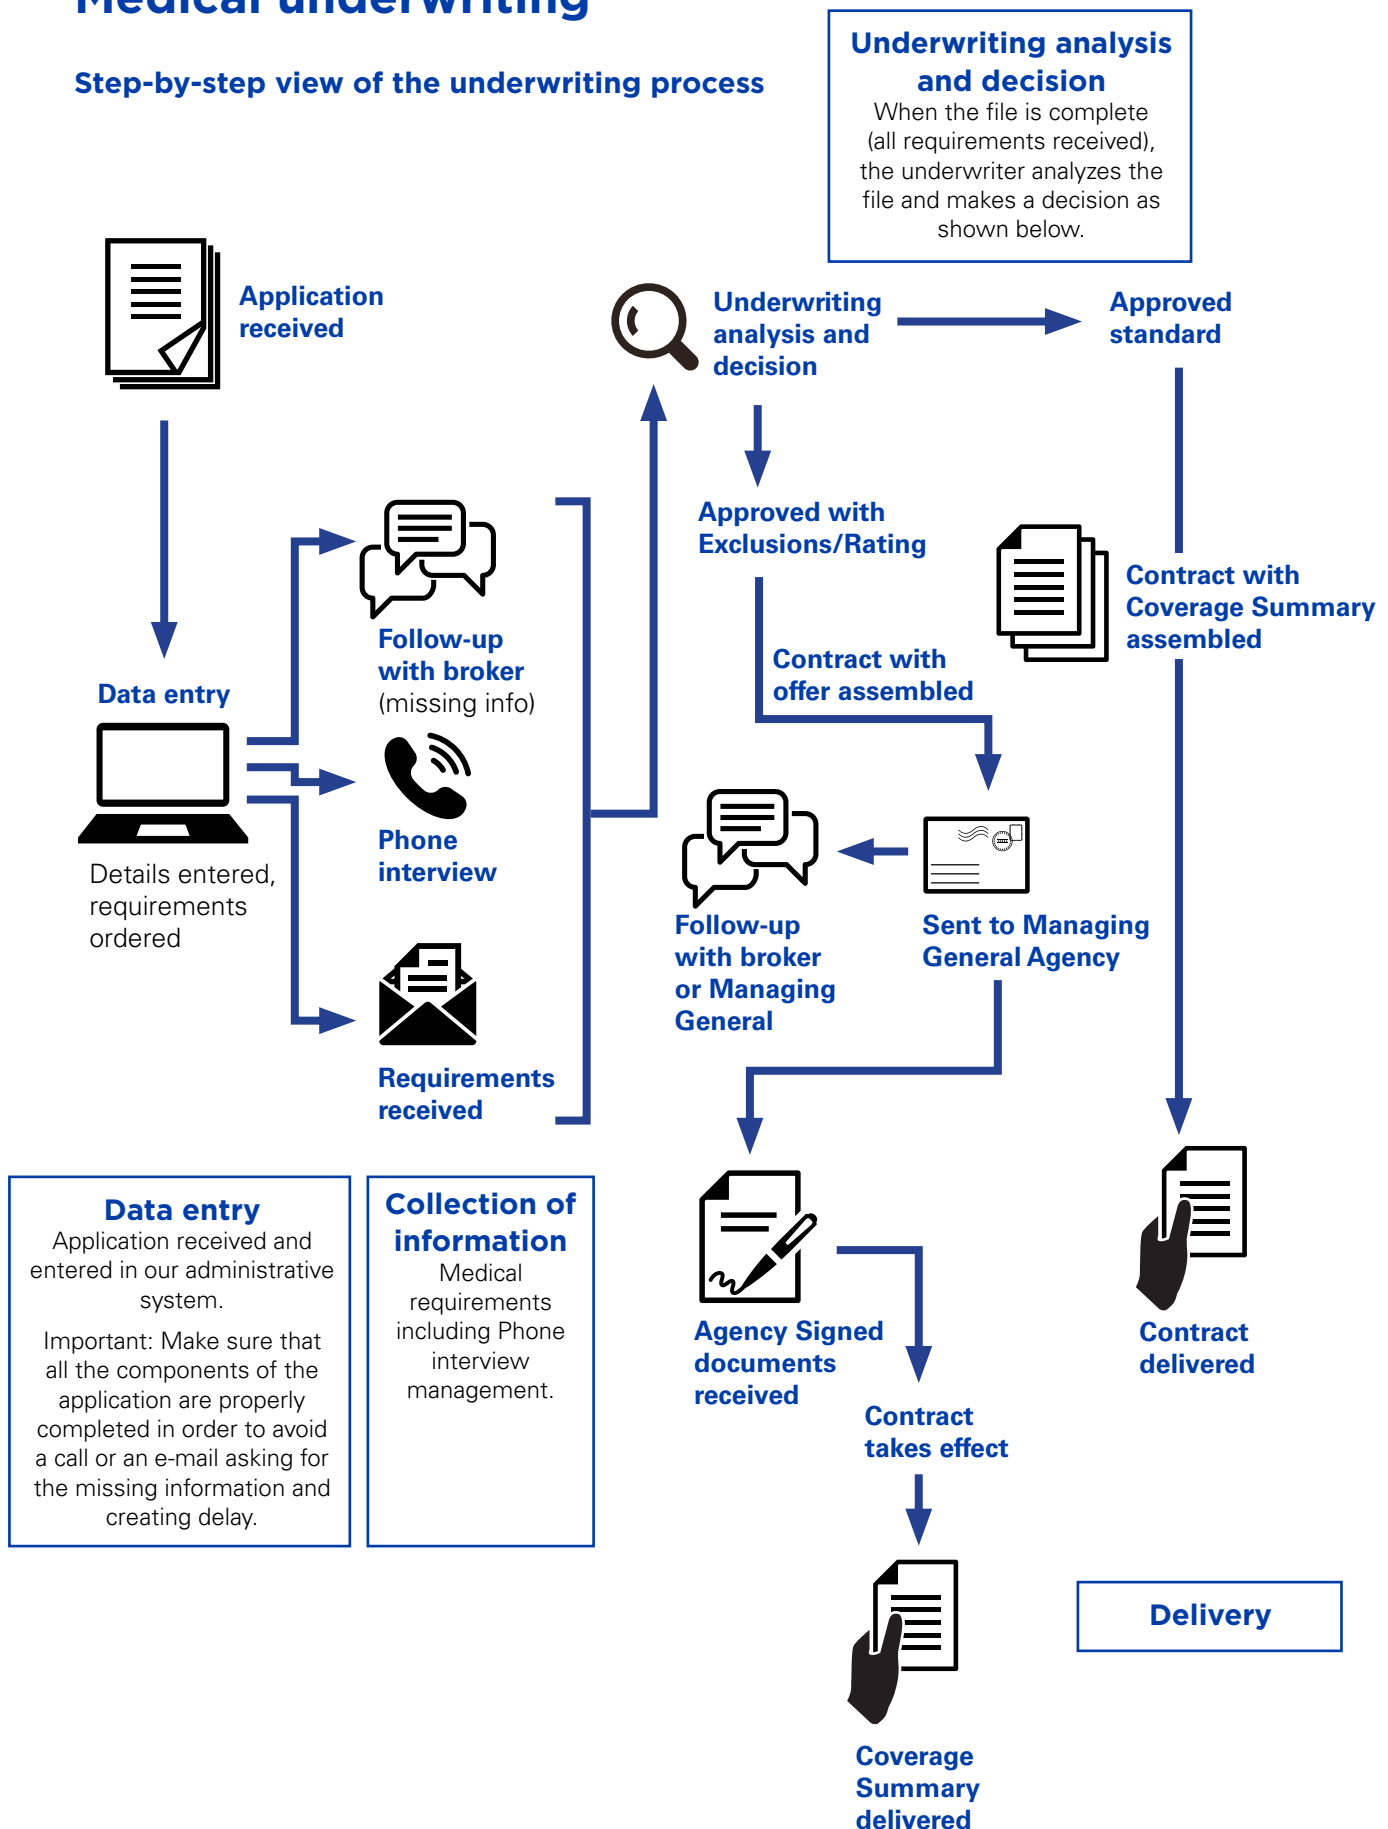 Medical underwriting
Step-by-step view of the underwriting process
Underwriting analysis
and decision
When the file is complete
(all requirements received),
the underwriter analyzes the
file and makes a decision as
shown below.
Application
received
Underwriting
analysis and
decision
Approved
standard
Approved with
Exclusions/Rating
Contract with
Coverage Summary
assembled
Follow-up
with broker
(missing info)
Contract with
offer assembled
Data entry
Details entered,
requirements
ordered
Phone
interview
Follow-up
with broker
or Managing
General
Sent to Managing
General Agency
Requirements
received
Data entry
Application received and
entered in our administrative
system.
Important: Make sure that
all the components of the
application are properly
completed in order to avoid
a call or an e-mail asking for
the missing information and
creating delay.
Collection of
information
Medical
requirements
including Phone
interview
management.
Agency Signed
documents
received
Contract
delivered
Contract
takes effect
Delivery
Coverage
Summary
delivered